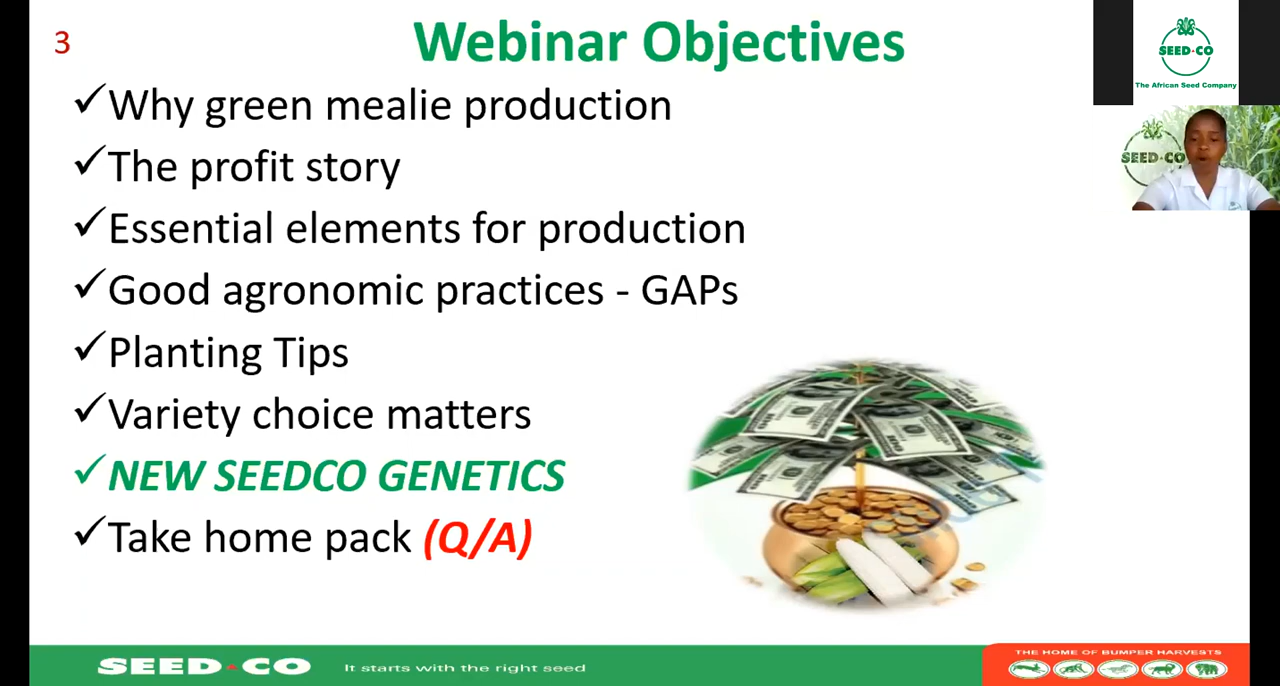 3
Webinar Objectives
SEED·CO
The African Seed Company
✓Why green mealie production
✓The profit story
SEED·CO
✓Essential elements for production
✓Good agronomic practices - GAPs
✓Planting Tips
✓Variety choice matters
✓NEW SEEDCO GENETICS
✓Take home pack (Q/A)
SEED·CO
It starts with the right seed
THE HOME OF BUMPER HARVESTS